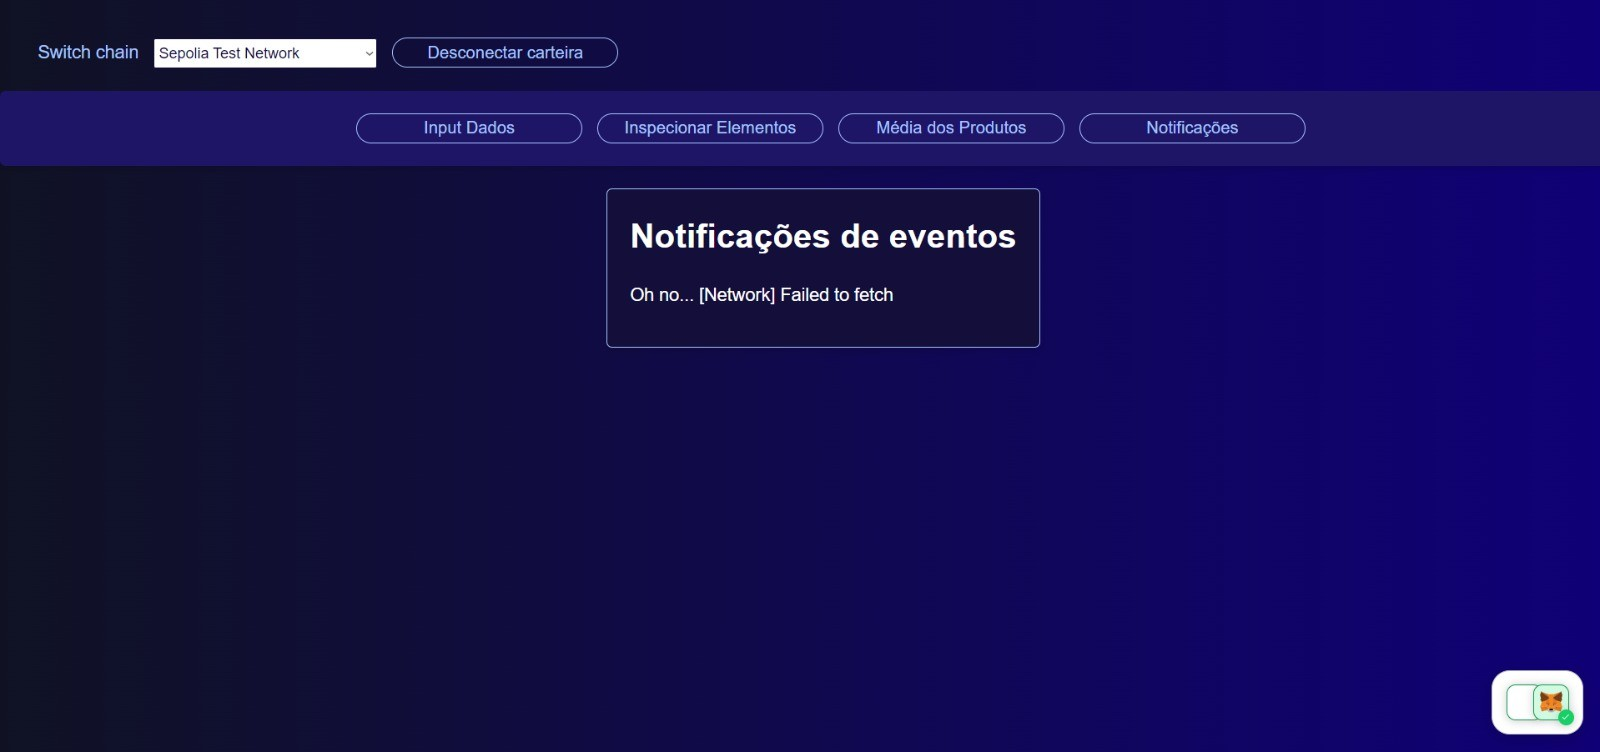 Switch chain
Sepolia Test Network
Desconectar carteira
Input Dados
Inspecionar Elementos
Média dos Produtos
Notificações
Notificações de eventos
Oh no... [Network] Failed to fetch